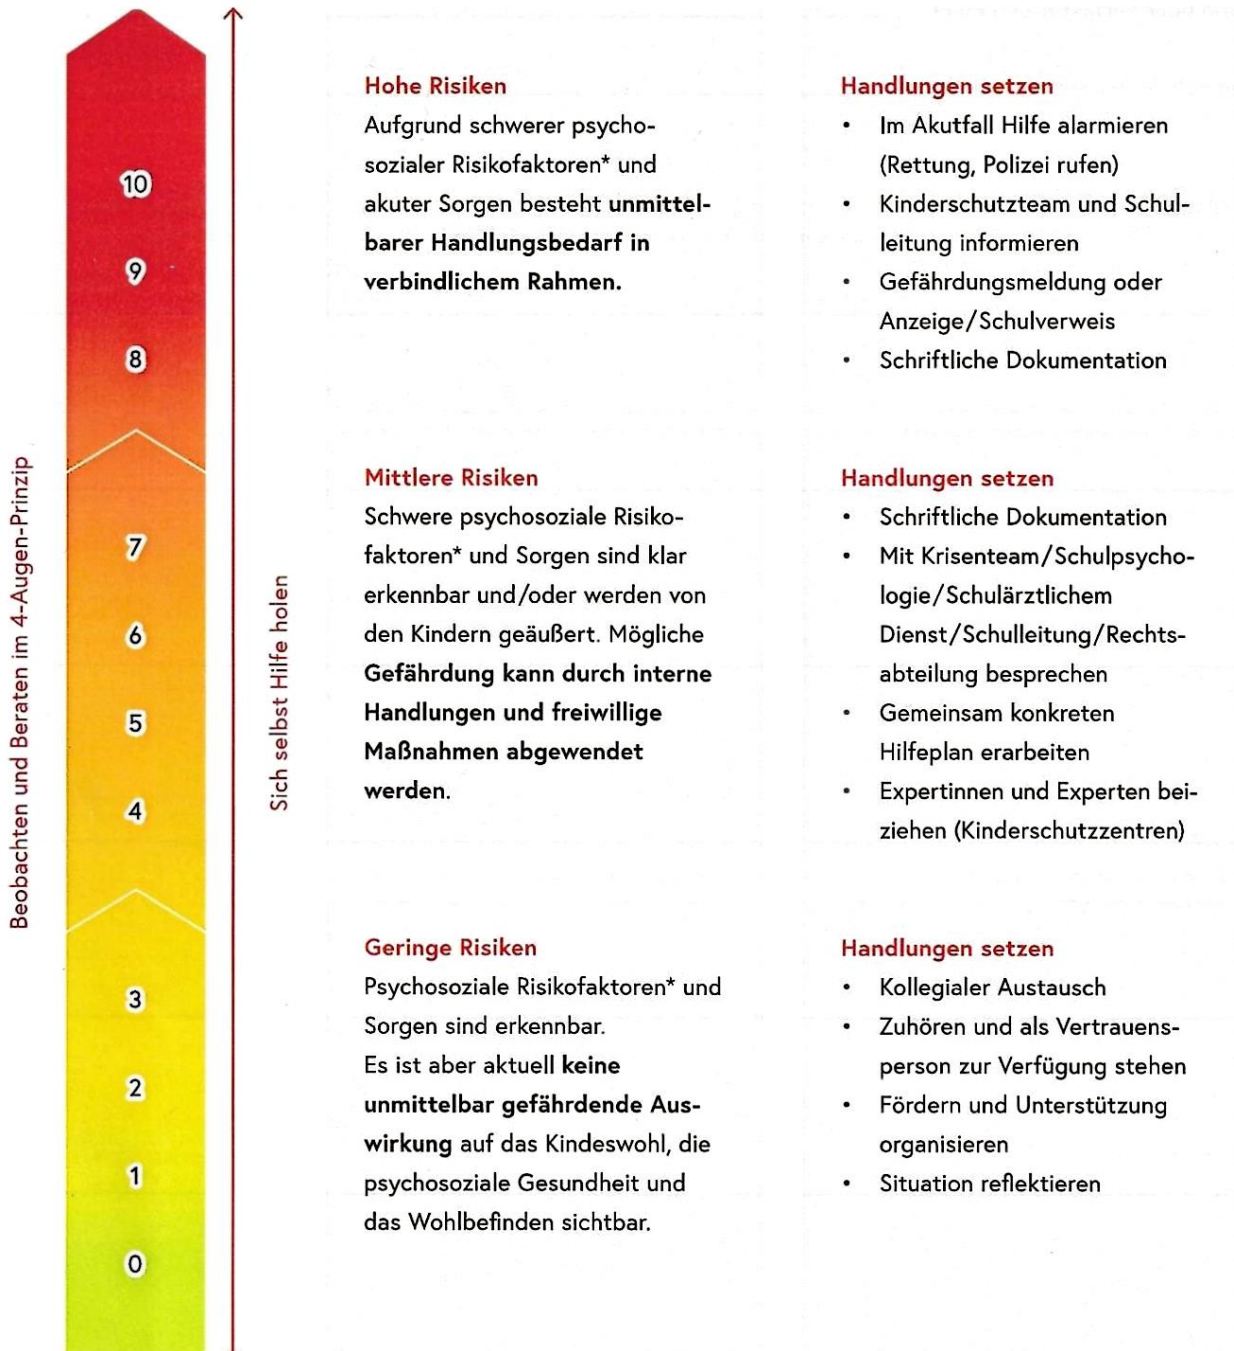 Beobachten und Beraten im 4-Augen-Prinzip
10
9
8
7
6
5
4
3
2
1
0
Sich selbst Hilfe holen
Hohe Risiken
Aufgrund schwerer psycho-
sozialer Risikofaktoren* und
akuter Sorgen besteht unmittel-
barer Handlungsbedarf in
verbindlichem Rahmen.
Handlungen setzen
• Im Akutfall Hilfe alarmieren
(Rettung, Polizei rufen)
• Kinderschutzteam und Schul-
leitung informieren
• Gefährdungsmeldung oder
Anzeige/Schulverweis
• Schriftliche Dokumentation
Mittlere Risiken
Schwere psychosoziale Risiko-
faktoren* und Sorgen sind klar
erkennbar und/oder werden von
den Kindern geäußert. Mögliche
Gefährdung kann durch interne
Handlungen und freiwillige
Maßnahmen abgewendet
werden.
Handlungen setzen
• Schriftliche Dokumentation
• Mit Krisenteam/Schulpsycho-
logie/Schulärztlichem
Dienst/Schulleitung/Rechts-
abteilung besprechen
• Gemeinsam konkreten
Hilfeplan erarbeiten
• Expertinnen und Experten bei-
ziehen (Kinderschutzzentren)
Geringe Risiken
Psychosoziale Risikofaktoren* und
Sorgen sind erkennbar.
Es ist aber aktuell keine
unmittelbar gefährdende Aus-
wirkung auf das Kindeswohl, die
psychosoziale Gesundheit und
das Wohlbefinden sichtbar.
Handlungen setzen
• Kollegialer Austausch
• Zuhören und als Vertrauens-
person zur Verfügung stehen
• Fördern und Unterstützung
organisieren
• Situation reflektieren